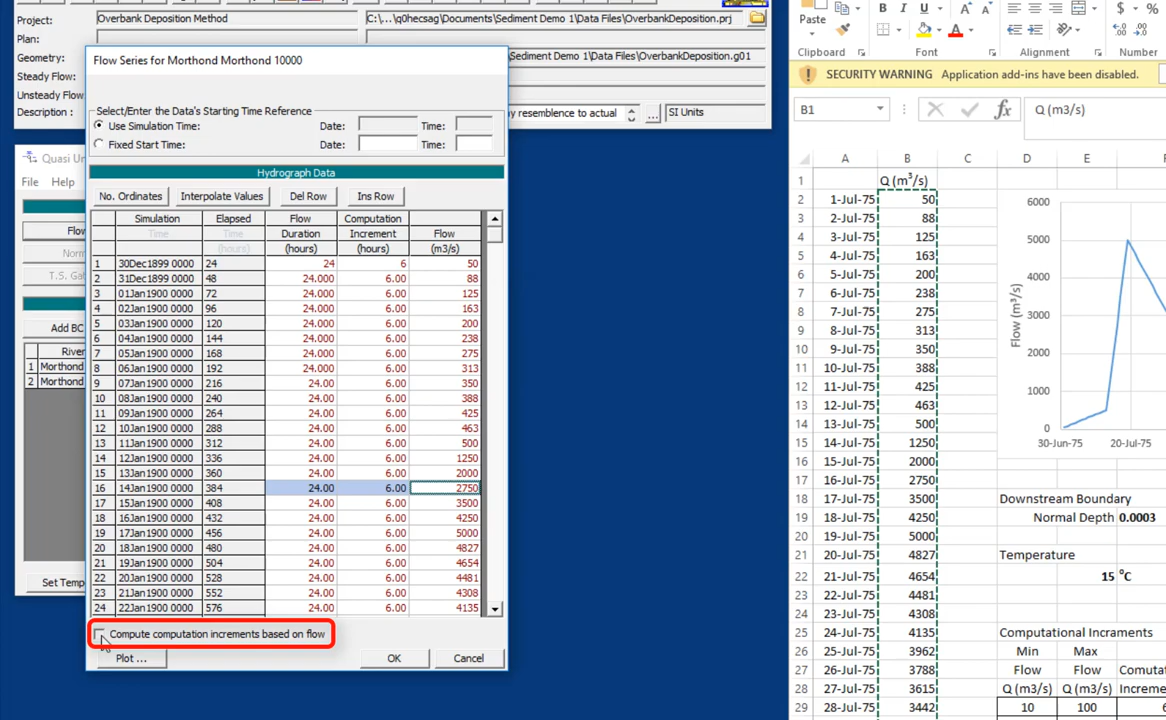 Project: Overbank Deposition Method C:\...\q0hecsag\Documents\Sediment Demo 1\Data Files\OverbankDeposition.prj
Plan:
Geometry: Sediment Demo 1\Data Files\OverbankDeposition.g01
Steady Flow:
Unsteady Flow
Description : y resemblence to actual ... SI Units
Quasi Un
File Help
Flow
Norm
T.S. Ga
Add BC
River
1 Morthond
2 Morthond
Set Temp
Flow Series for Morthond Morthond 10000
Select/Enter the Data's Starting Time Reference
Use Simulation Time: Date: Time:
Fixed Start Time: Date: Time:
Hydrograph Data
No. Ordinates Interpolate Values Del Row Ins Row
Simulation Elapsed Flow Computation
Time Time Duration Increment Flow
(hours) (hours) (hours) (m3/s)
1 30Dec1899 0000 24 24 6 50
2 31Dec1899 0000 48 24.000 6.00 88
3 01Jan1900 0000 72 24.000 6.00 125
4 02Jan1900 0000 96 24.000 6.00 163
5 03Jan1900 0000 120 24.000 6.00 200
6 04Jan1900 0000 144 24.000 6.00 238
7 05Jan1900 0000 168 24.000 6.00 275
8 06Jan1900 0000 192 24.000 6.00 313
9 07Jan1900 0000 216 24.00 6.00 350
10 08Jan1900 0000 240 24.00 6.00 388
11 09Jan1900 0000 264 24.00 6.00 425
12 10Jan1900 0000 288 24.00 6.00 463
13 11Jan1900 0000 312 24.00 6.00 500
14 12Jan1900 0000 336 24.00 6.00 1250
15 13Jan1900 0000 360 24.00 6.00 2000
16 14Jan1900 0000 384 24.00 6.00 2750
17 15Jan1900 0000 408 24.00 6.00 3500
18 16Jan1900 0000 432 24.00 6.00 4250
19 17Jan1900 0000 456 24.00 6.00 5000
20 18Jan1900 0000 480 24.00 6.00 4827
21 19Jan1900 0000 504 24.00 6.00 4654
22 20Jan1900 0000 528 24.00 6.00 4481
23 21Jan1900 0000 552 24.00 6.00 4308
24 22Jan1900 0000 576 24.00 6.00 4135
Compute computation increments based on flow
Plot ... OK Cancel
Paste B I U A A $ %
Clipboard Font Alignment Number
SECURITY WARNING Application add-ins have been disabled.
B1 fx Q (m3/s)
A B C D E F
1 Q (m³/s)
2 1-Jul-75 50
3 2-Jul-75 88
4 3-Jul-75 125
5 4-Jul-75 163
6 5-Jul-75 200
7 6-Jul-75 238
8 7-Jul-75 275
9 8-Jul-75 313
10 9-Jul-75 350
11 10-Jul-75 388
12 11-Jul-75 425
13 12-Jul-75 463
14 13-Jul-75 500
15 14-Jul-75 1250
16 15-Jul-75 2000
17 16-Jul-75 2750
18 17-Jul-75 3500 Downstream Boundary
19 18-Jul-75 4250 Normal Depth 0.0003
20 19-Jul-75 5000
21 20-Jul-75 4827 Temperature
22 21-Jul-75 4654 15 °C
23 22-Jul-75 4481
24 23-Jul-75 4308
25 24-Jul-75 4135 Computational Incraments
26 25-Jul-75 3962 Min Max
27 26-Jul-75 3788 Flow Flow Comutat
28 27-Jul-75 3615 Q (m3/s) Q (m3/s) Increme
29 28-Jul-75 3442 10 100
Flow (m³/s)
6000
5000
4000
3000
2000
1000
0
30-Jun-75 20-Jul-75